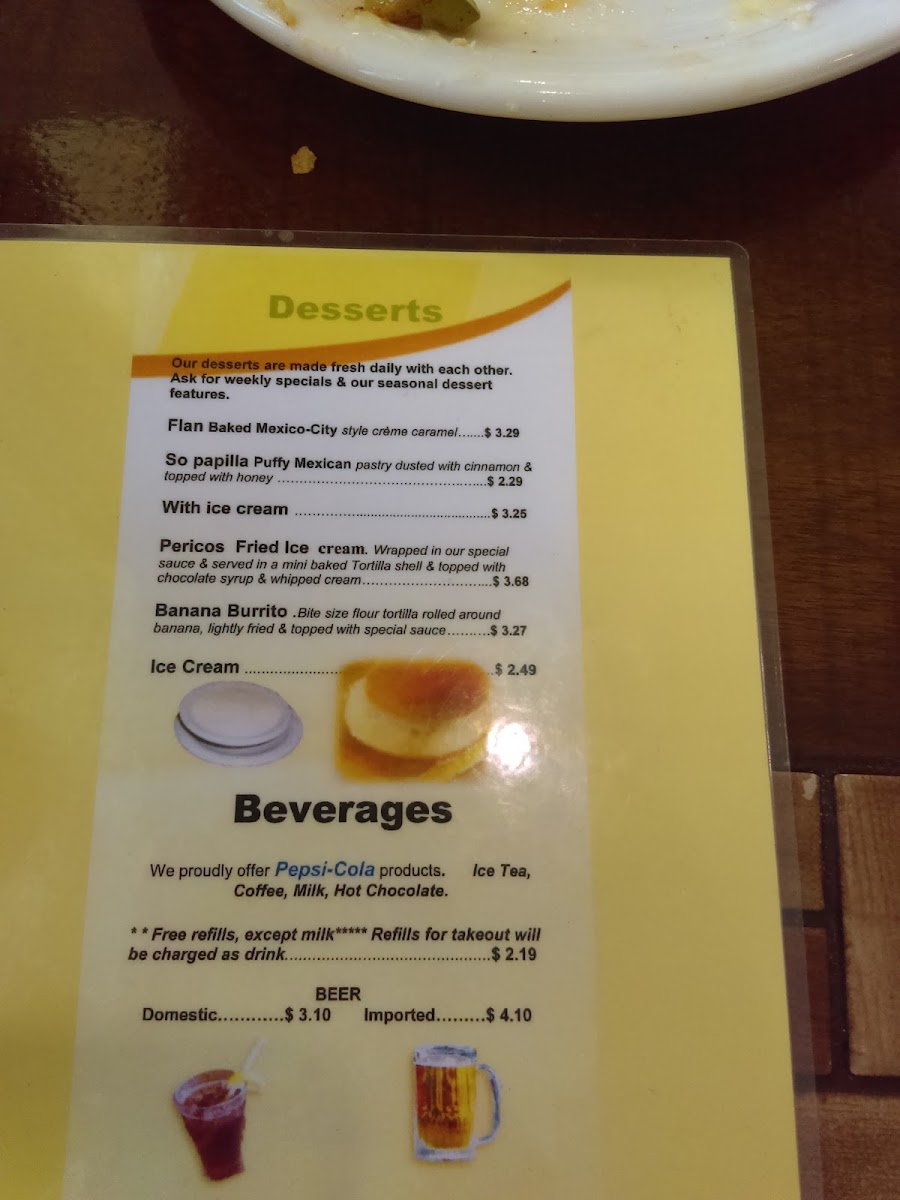 Desserts
Our desserts are made fresh daily with each other.
Ask for weekly specials & our seasonal dessert
features.
Flan Baked Mexico-City style crème caramel.......$ 3.29
So papilla Puffy Mexican pastry dusted with cinnamon &
topped with honey ..................................................$ 2.29
With ice cream ..................................................$ 3.25
Pericos Fried Ice cream. Wrapped in our special
sauce & served in a mini baked Tortilla shell & topped with
chocolate syrup & whipped cream...............................$ 3.68
Banana Burrito .Bite size flour tortilla rolled around
banana, lightly fried & topped with special sauce..........$ 3.27
Ice Cream ..........................$ 2.49
Beverages
We proudly offer Pepsi-Cola products. Ice Tea,
Coffee, Milk, Hot Chocolate.
* * Free refills, except milk***** Refills for takeout will
be charged as drink.................................................$ 2.19
BEER
Domestic............$ 3.10 Imported.........$ 4.10